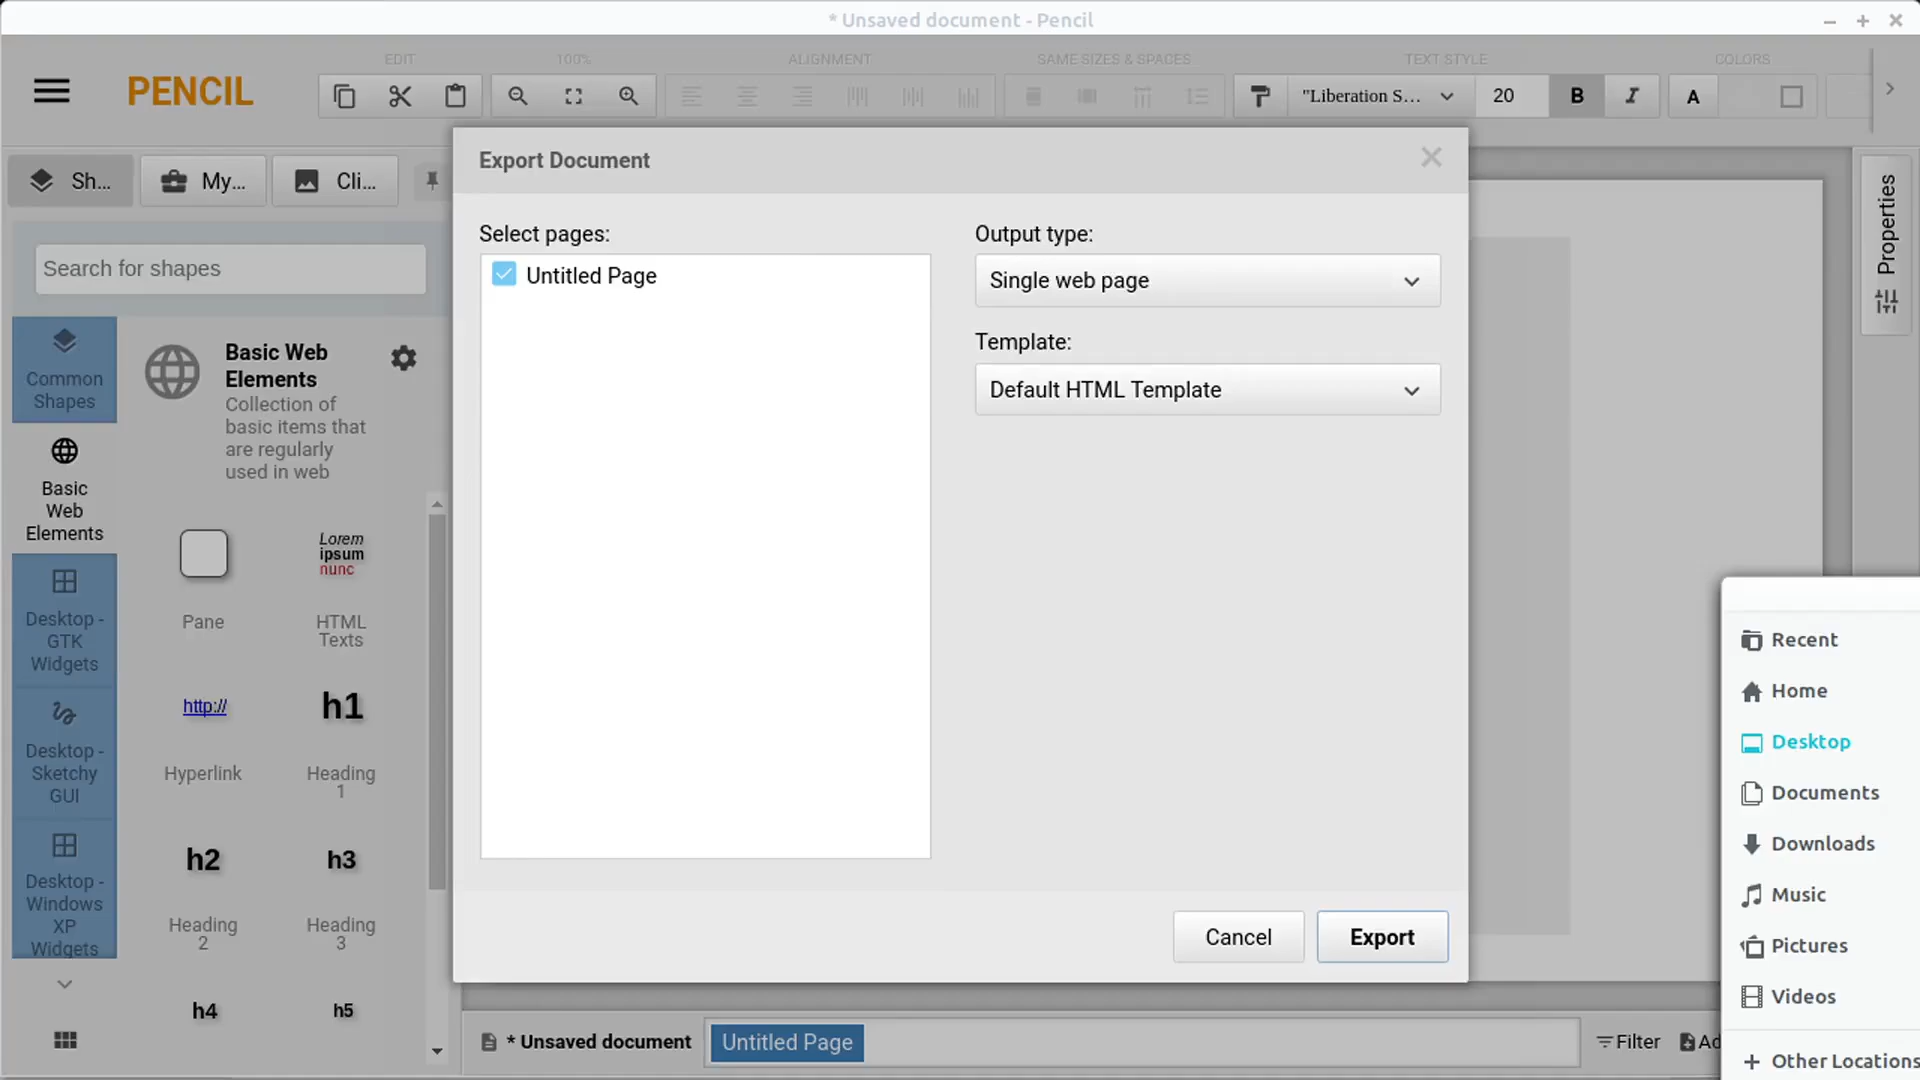 * Unsaved document - Pencil
EDIT
100%
ALIGNMENT
SAME SIZES & SPACES
TEXT STYLE
COLORS
PENCIL
"Liberation S...
20
B
I
A
Sh...
My...
Cli...
Export Document
Properties
Search for shapes
Select pages:
Untitled Page
Output type:
Single web page
Template:
Default HTML Template
Common
Shapes
Basic
Web
Elements
Desktop -
GTK
Widgets
Desktop -
Sketchy
GUI
Desktop -
Windows
XP
Widgets
Basic Web
Elements
Collection of
basic items that
are regularly
used in web
Pane
Lorem
ipsum
nunc
HTML
Texts
http://
Hyperlink
h1
Heading
1
h2
Heading
2
h3
Heading
3
h4
h5
Cancel
Export
Recent
Home
Desktop
Documents
Downloads
Music
Pictures
Videos
+ Other Locations
* Unsaved document
Untitled Page
Filter
Ad